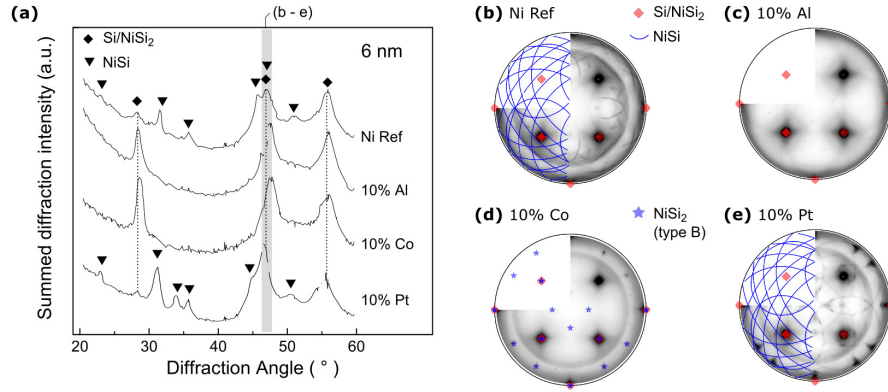 (a)
(b - e)
Si/NiSi₂
NiSi
6 nm
Ni Ref
10% Al
10% Co
10% Pt
Summed diffraction intensity (a.u.)
20 30 40 50 60
Diffraction Angle ( ° )
(b) Ni Ref
Si/NiSi₂
NiSi
(c) 10% Al
(d) 10% Co
NiSi₂
(type B)
(e) 10% Pt